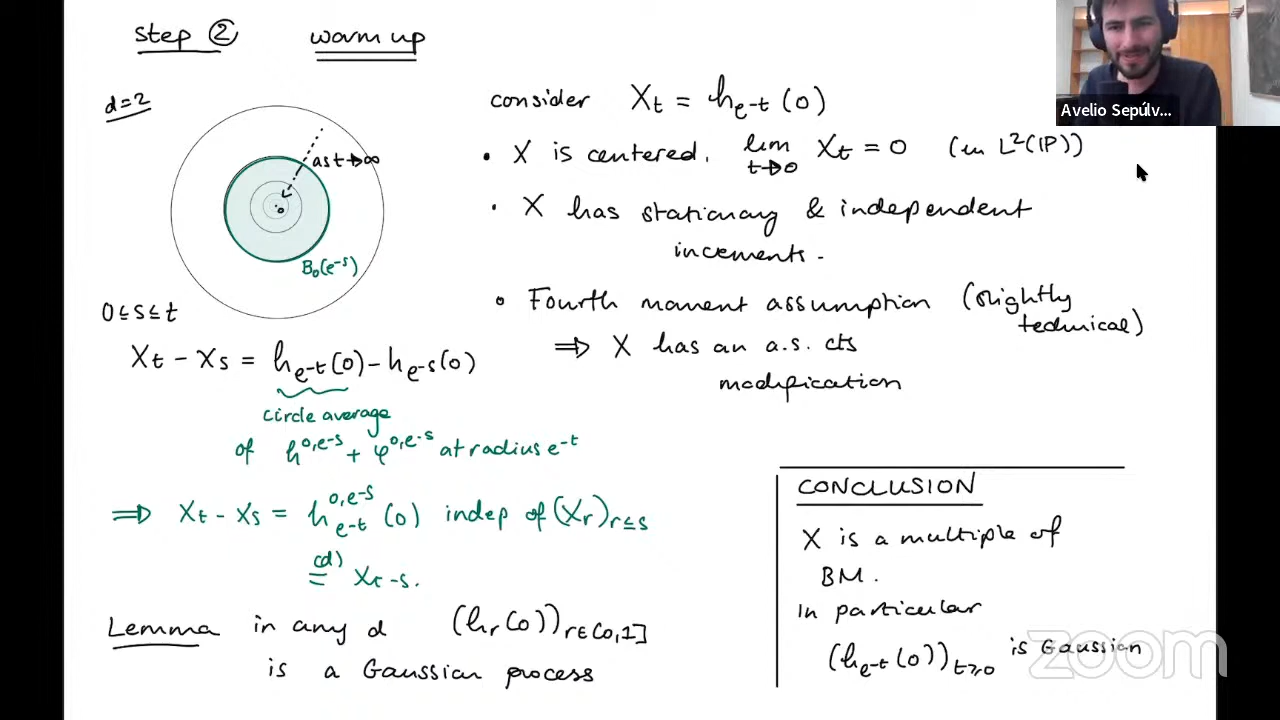 step ② warm up
d=2
as t→∞
0
B₀(e^{-s})
0≤s≤t
X_t - X_s = h_{e^{-t}}(0) - h_{e^{-s}}(0)
circle average
of h^{0,e^{-s}} + φ^{0,e^{-s}} at radius e^{-t}
⟹ X_t - X_s = h^{0,e^{-s}}_{e^{-t}}(0) indep of (X_r)_{r≤s}
(d)
= X_{t-s}.
Lemma in any d (h_r(0))_{r∈(0,1]}
is a Gaussian process
consider X_t = h_{e^{-t}}(0)
• X is centered. lim_{t→0} X_t = 0 (in L²(ℙ))
• X has stationary & independent
increments.
• Fourth moment assumption (slightly
technical)
⟹ X has an a.s. cts
modification
CONCLUSION
X is a multiple of
BM.
In particular
(h_{e^{-t}}(0))_{t≥0} is Gaussian
Avelio Sepúlv...
zoom